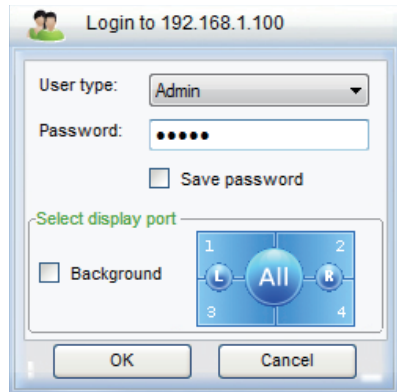 Login to 192.168.1.100
User type: Admin
Password: •••••
Save password
Select display port
Background
1 2
L All R
3 4
OK Cancel